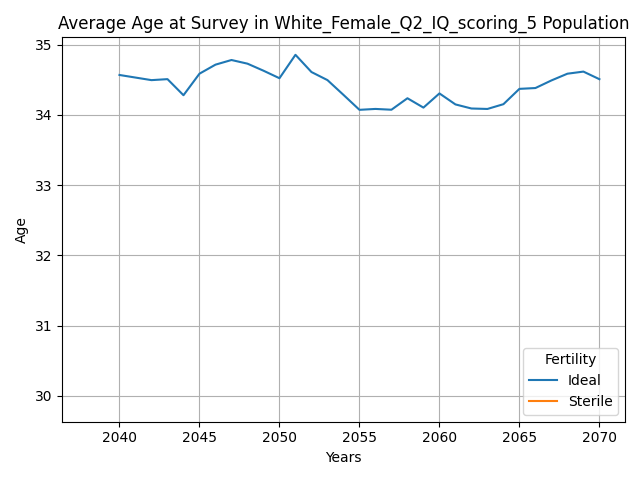 Average Age at Survey in White_Female_Q2_IQ_scoring_5 Population
35
34
33
32
31
30
Age
2040 2045 2050 2055 2060 2065 2070
Years
Fertility
Ideal
Sterile